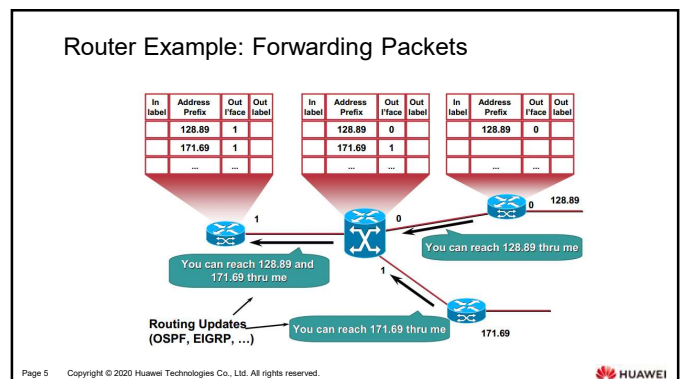 Router Example: Forwarding Packets
In label Address Prefix Out I'face Out label
128.89 1
171.69 1
... ...
In label Address Prefix Out I'face Out label
128.89 0
171.69 1
... ...
In label Address Prefix Out I'face Out label
128.89 0
... ...
1
0
0
128.89
1
You can reach 128.89 thru me
You can reach 128.89 and
171.69 thru me
Routing Updates
(OSPF, EIGRP, …)
You can reach 171.69 thru me
171.69
Page 5 Copyright © 2020 Huawei Technologies Co., Ltd. All rights reserved.
HUAWEI